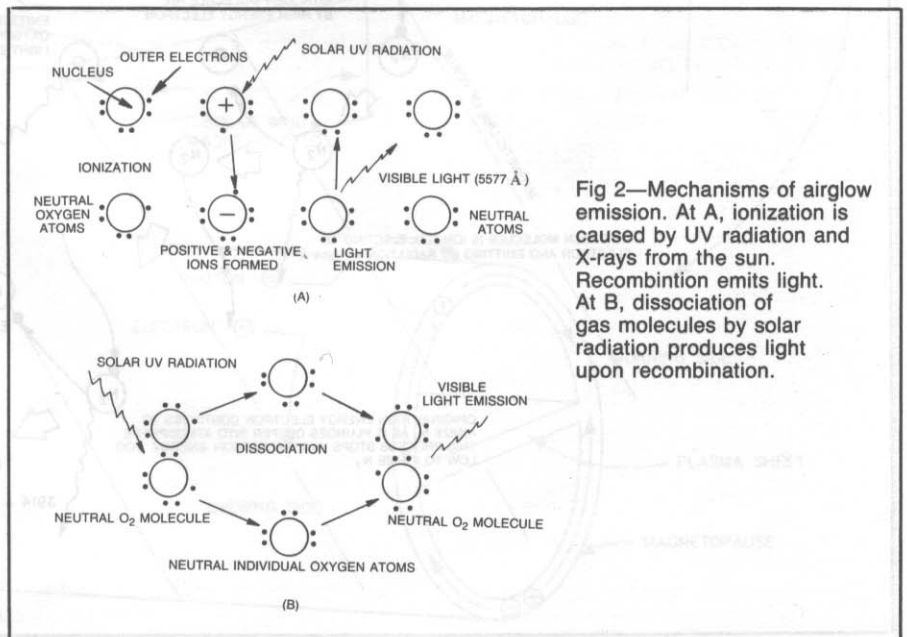 OUTER ELECTRONS
SOLAR UV RADIATION
NUCLEUS
+
IONIZATION
VISIBLE LIGHT (5577 Å)
NEUTRAL
OXYGEN
ATOMS
−
NEUTRAL
ATOMS
POSITIVE & NEGATIVE
IONS FORMED
LIGHT
EMISSION
(A)
SOLAR UV RADIATION
VISIBLE
LIGHT EMISSION
DISSOCIATION
NEUTRAL O₂ MOLECULE
NEUTRAL O₂ MOLECULE
NEUTRAL INDIVIDUAL OXYGEN ATOMS
(B)
Fig 2—Mechanisms of airglow
emission. At A, ionization is
caused by UV radiation and
X-rays from the sun.
Recombintion emits light.
At B, dissociation of
gas molecules by solar
radiation produces light
upon recombination.